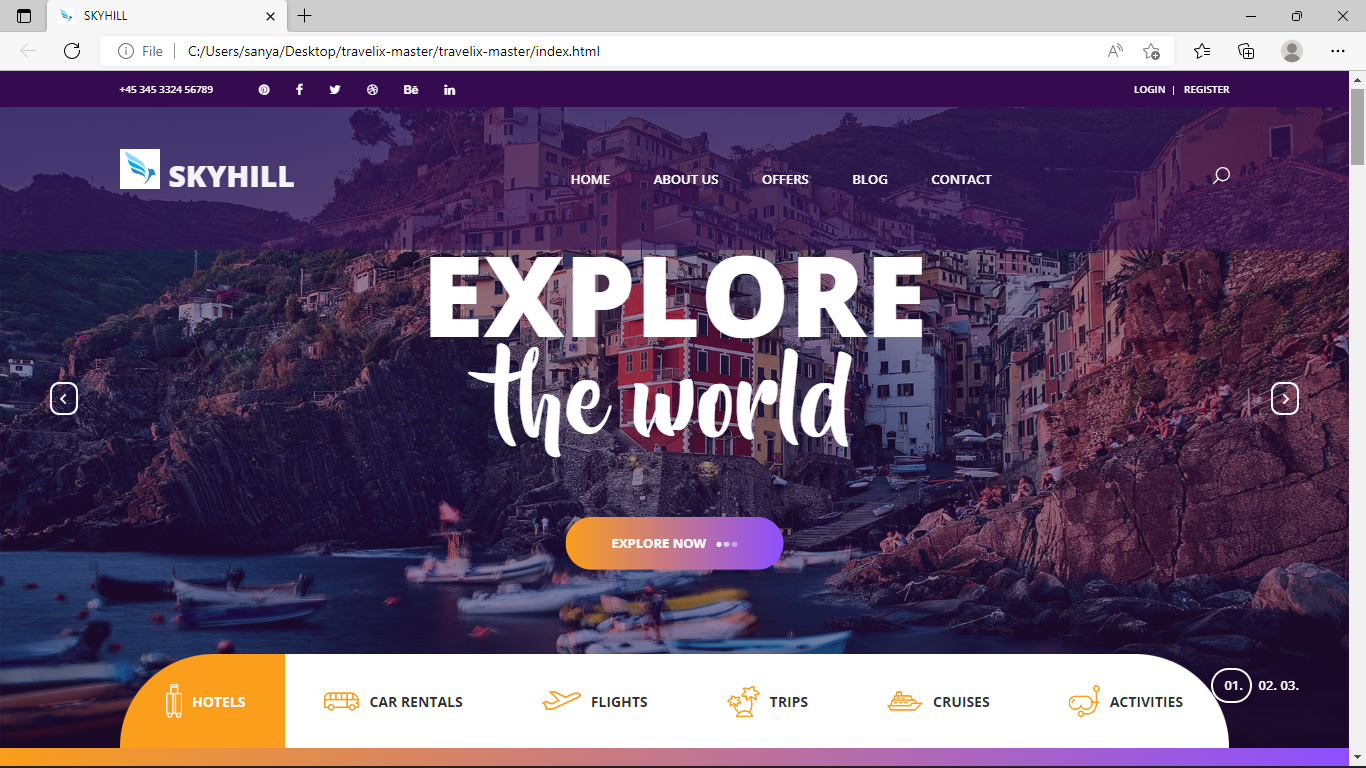 SKYHILL
File
C:/Users/sanya/Desktop/travelix-master/travelix-master/index.html
+45 345 3324 56789
Bē
in
LOGIN | REGISTER
SKYHILL
HOME ABOUT US OFFERS BLOG CONTACT
EXPLORE
the world
EXPLORE NOW
HOTELS CAR RENTALS FLIGHTS TRIPS CRUISES ACTIVITIES
01. 02. 03.